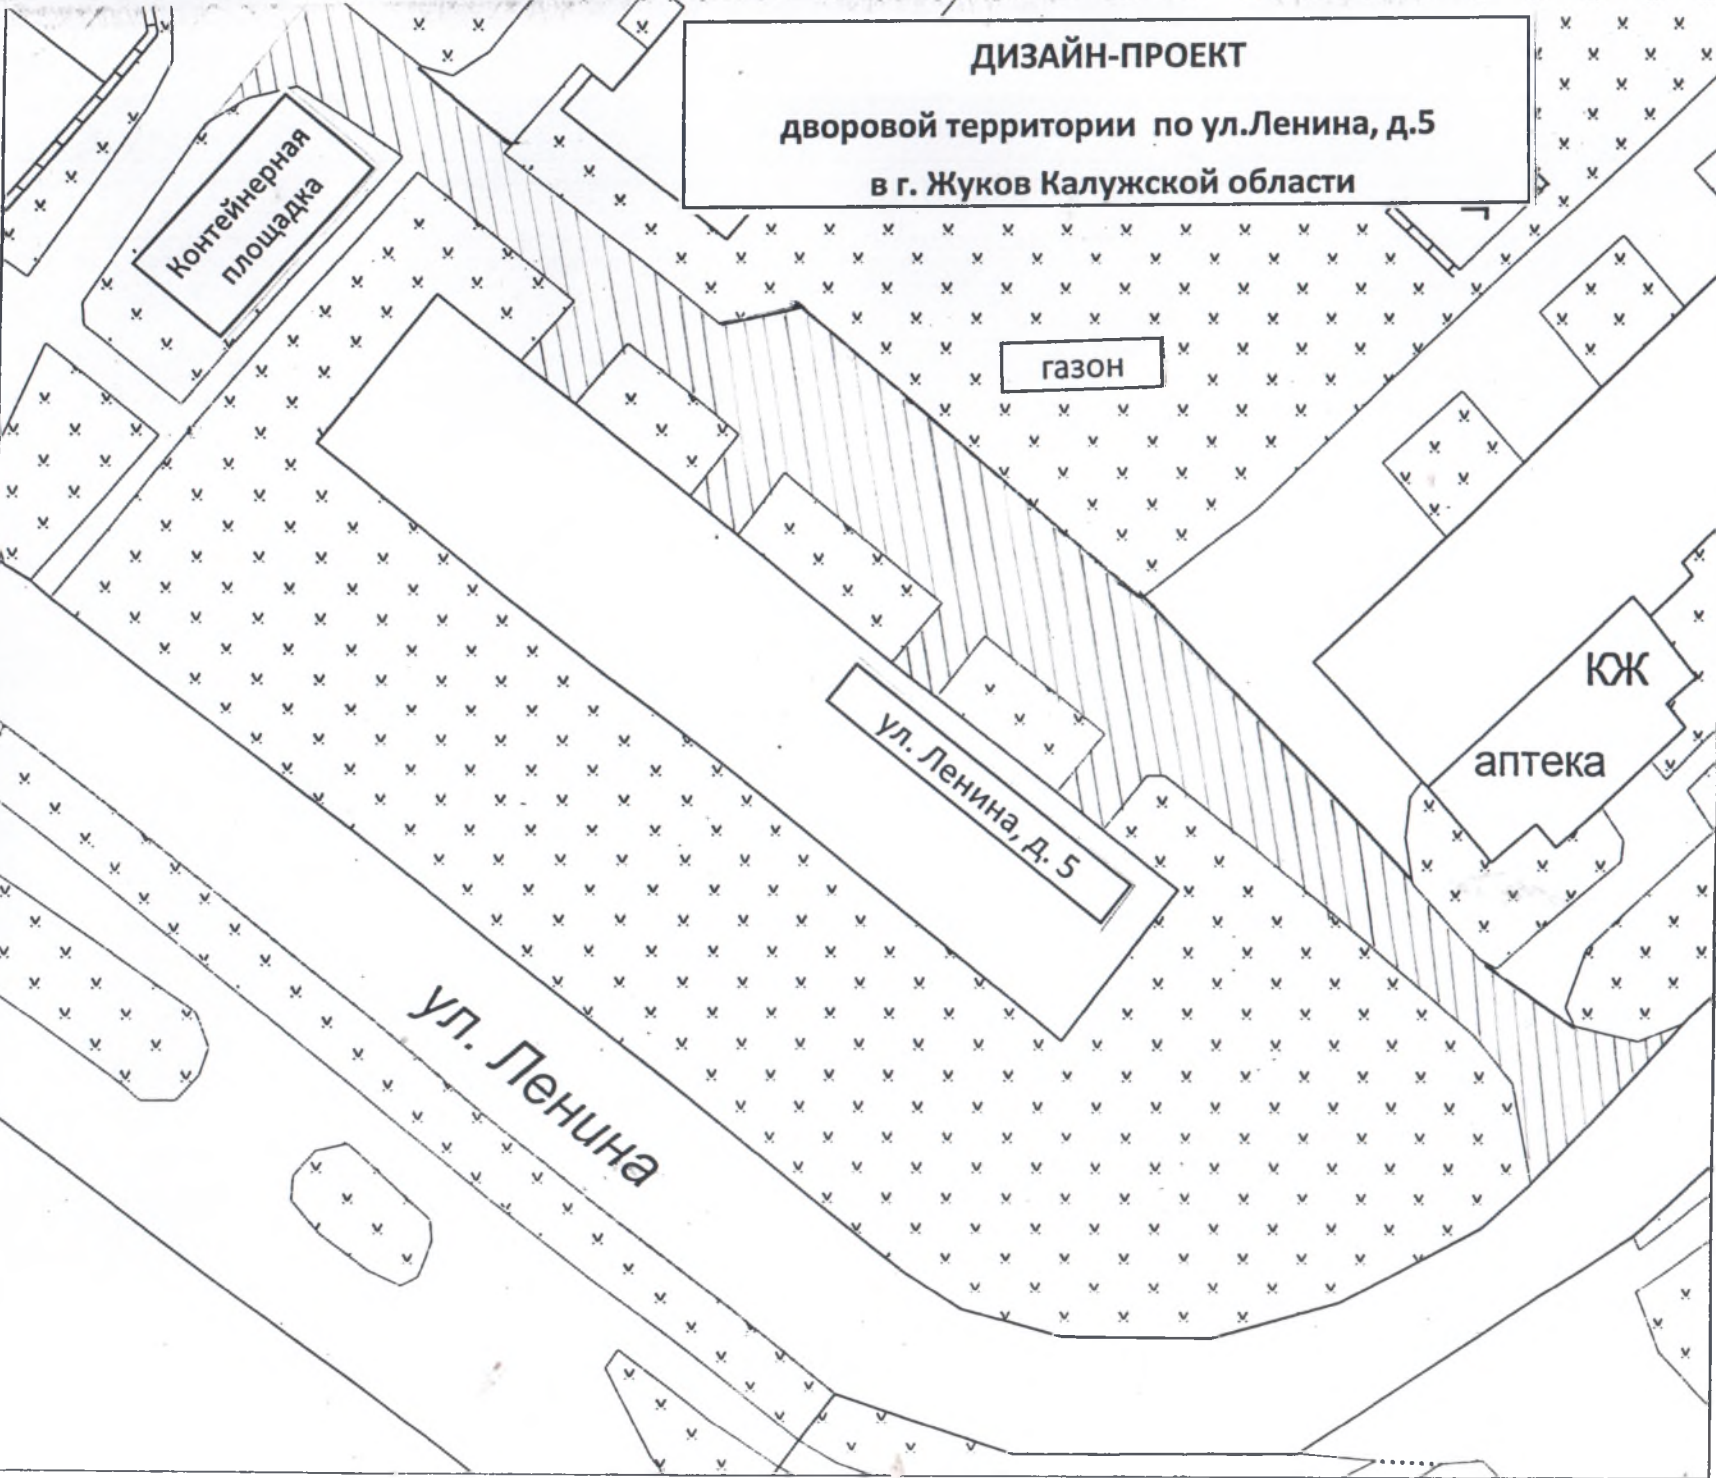 ДИЗАЙН-ПРОЕКТ
дворовой территории по ул.Ленина, д.5
в г. Жуков Калужской области
Контейнерная
площадка
газон
КЖ
аптека
ул. Ленина, д. 5
ул. Ленина